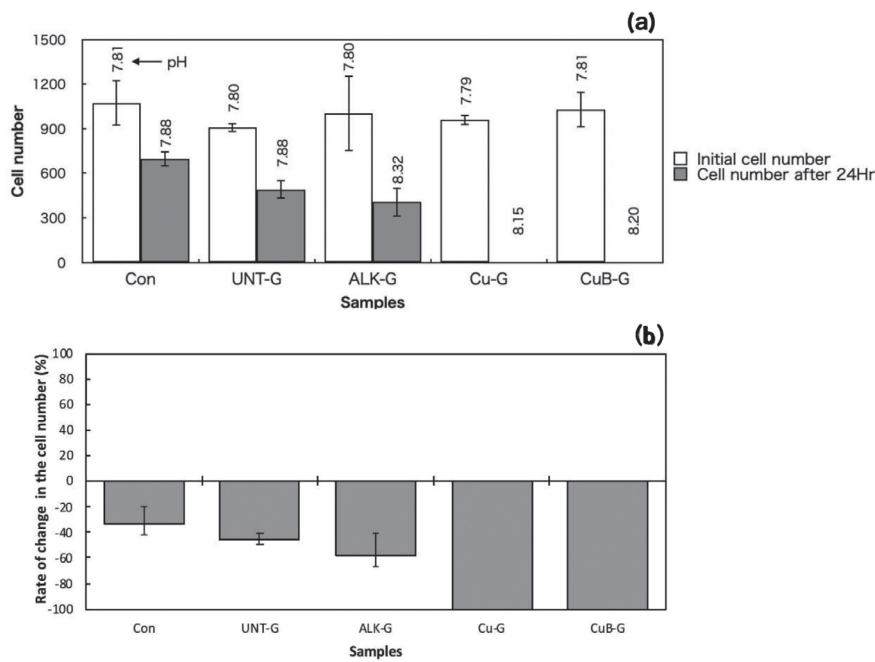 (a)
1500
1200
900
600
300
0
Cell number
7.81
pH
7.88
7.80
7.88
7.80
8.32
7.79
8.15
7.81
8.20
Initial cell number
Cell number after 24Hr
Con UNT-G ALK-G Cu-G CuB-G
Samples
(b)
100
80
60
40
20
0
-20
-40
-60
-80
-100
Rate of change in the cell number (%)
Con UNT-G ALK-G Cu-G CuB-G
Samples